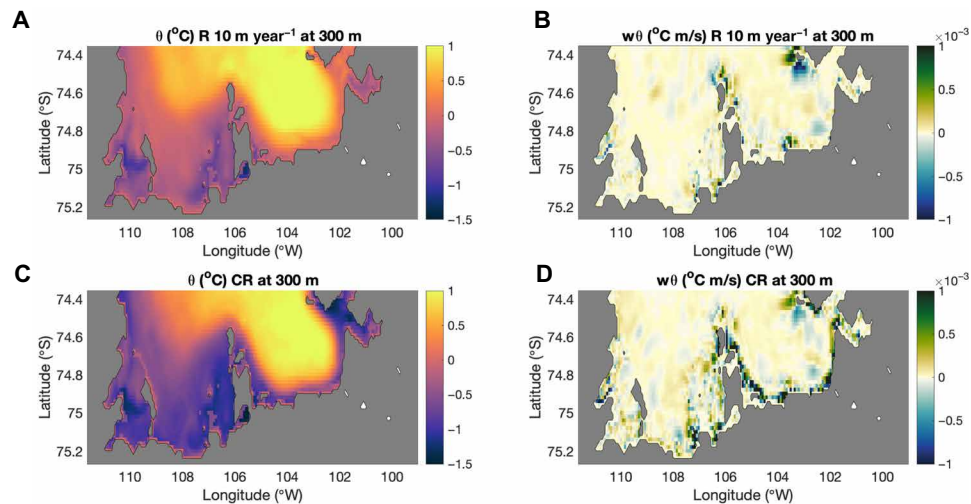 A
θ (°C) R 10 m year⁻¹ at 300 m
Latitude (°S)
74.4
74.6
74.8
75
75.2
110 108 106 104 102 100
Longitude (°W)
1
0.5
0
-0.5
-1
-1.5
B
wθ (°C m/s) R 10 m year⁻¹ at 300 m
Latitude (°S)
74.4
74.6
74.8
75
75.2
110 108 106 104 102 100
Longitude (°W)
×10⁻³
1
0.5
0
-0.5
-1
C
θ (°C) CR at 300 m
Latitude (°S)
74.4
74.6
74.8
75
75.2
110 108 106 104 102 100
Longitude (°W)
1
0.5
0
-0.5
-1
-1.5
D
wθ (°C m/s) CR at 300 m
Latitude (°S)
74.4
74.6
74.8
75
75.2
110 108 106 104 102 100
Longitude (°W)
×10⁻³
1
0.5
0
-0.5
-1